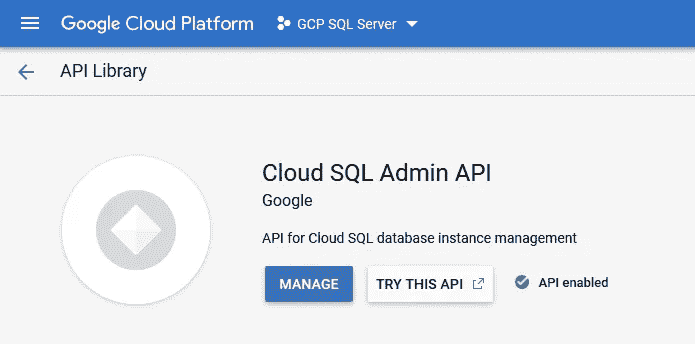 Google Cloud Platform
GCP SQL Server
API Library
Cloud SQL Admin API
Google
API for Cloud SQL database instance management
MANAGE
TRY THIS API
API enabled